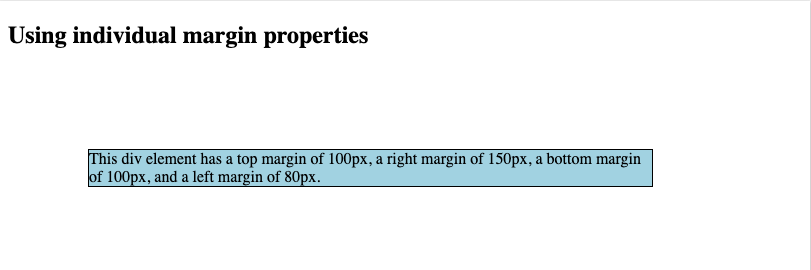 Using individual margin properties
This div element has a top margin of 100px, a right margin of 150px, a bottom margin
of 100px, and a left margin of 80px.